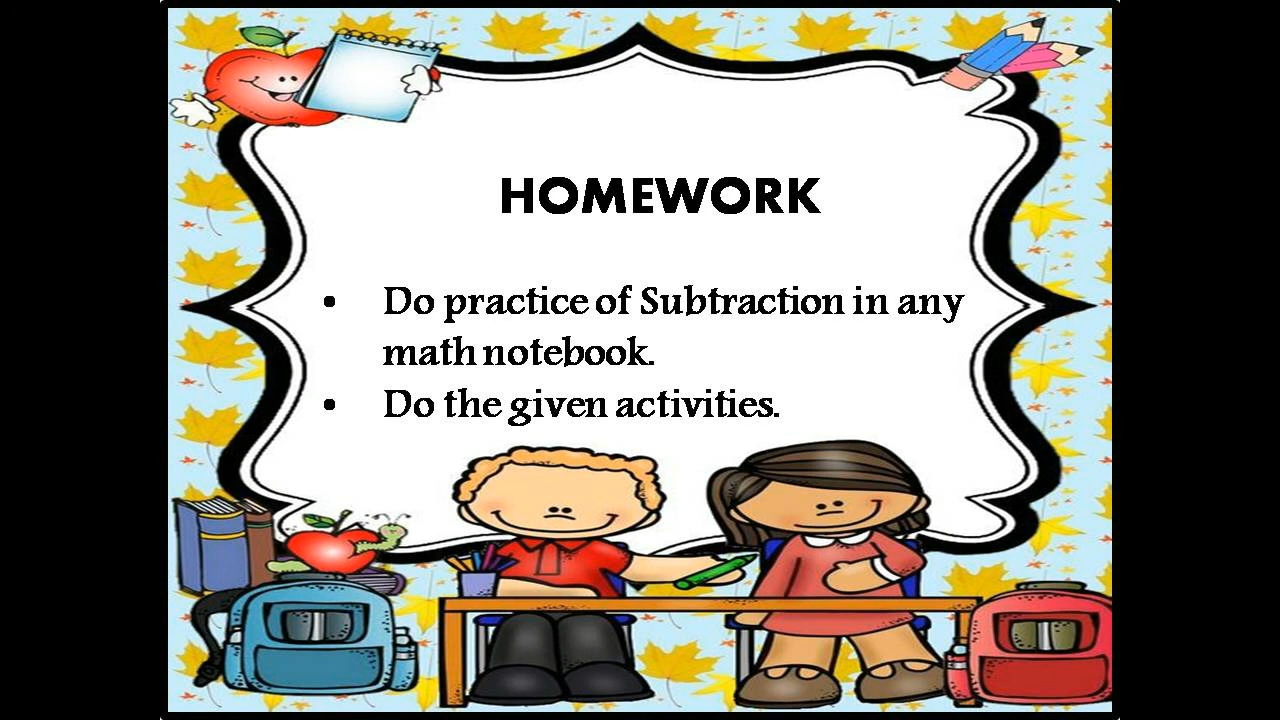 HOMEWORK
• Do practice of Subtraction in any
math notebook.
• Do the given activities.